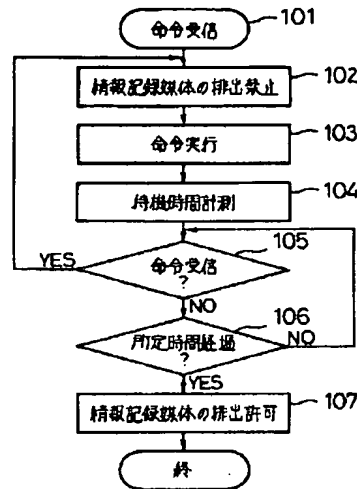 命令受信
101
情報記録媒体の排出禁止
102
命令実行
103
待機時間計測
104
命令受信
?
105
YES
NO
所定時間経過
?
106
NO
YES
情報記録媒体の排出許可
107
終